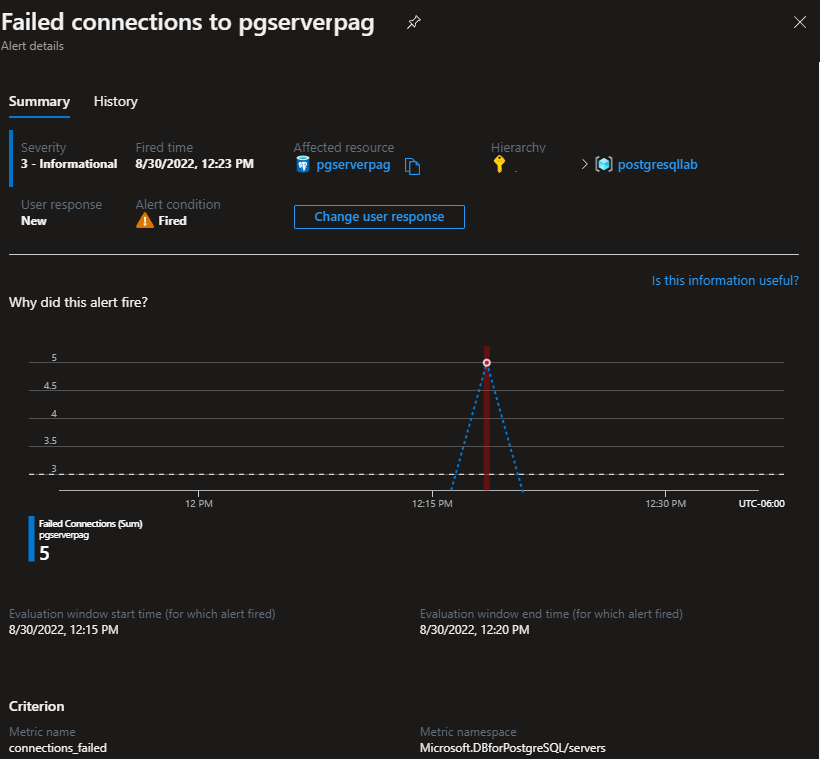 Failed connections to pgserverpag
Alert details
Summary History
Severity Fired time Affected resource Hierarchy
3 - Informational 8/30/2022, 12:23 PM pgserverpag . > postgresqllab
User response Alert condition
New Fired Change user response
Is this information useful?
Why did this alert fire?
5
4.5
4
3.5
3
12 PM 12:15 PM 12:30 PM UTC-06:00
Failed Connections (Sum)
pgserverpag
5
Evaluation window start time (for which alert fired) Evaluation window end time (for which alert fired)
8/30/2022, 12:15 PM 8/30/2022, 12:20 PM
Criterion
Metric name Metric namespace
connections_failed Microsoft.DBforPostgreSQL/servers